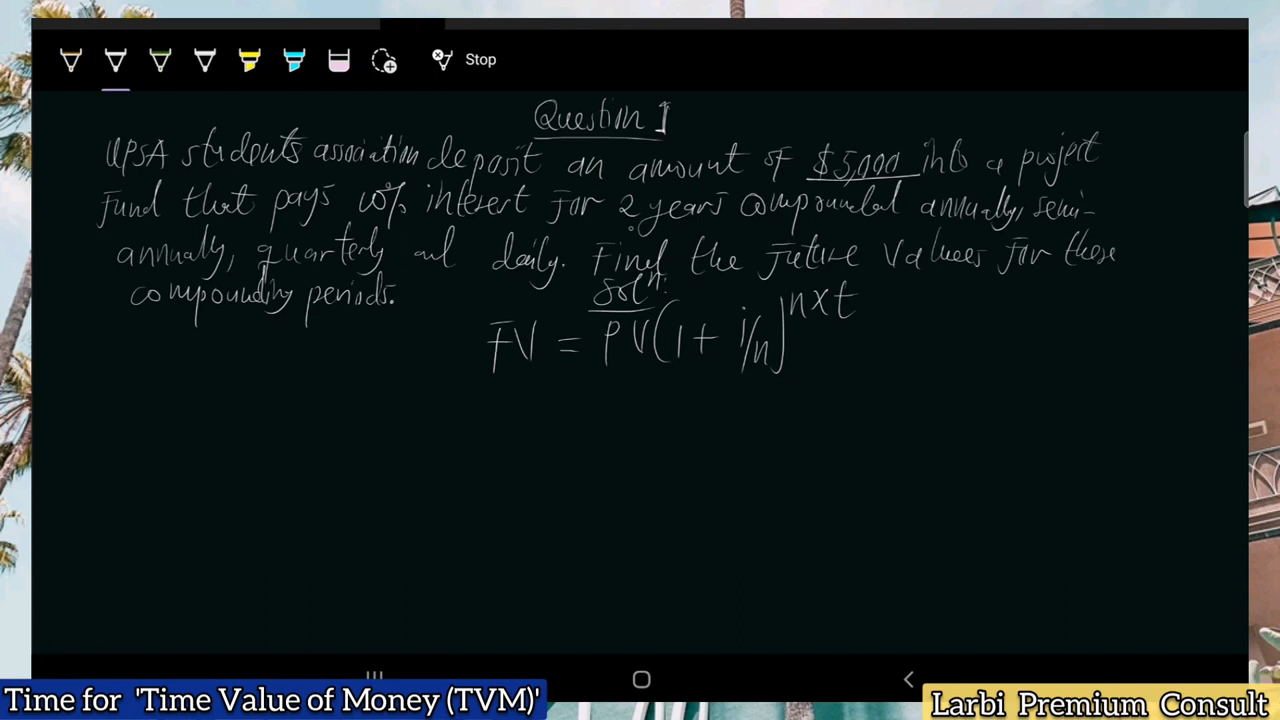 Stop
Question 1
UPSA students association deposit an amount of $5,000 into a project
Fund that pays 10% interest for 2 years compounded annually, semi-
annually, quarterly and daily. Find the Future Values for these
compounding periods.
Solⁿ:
FV = PV(1 + i/n)^n×t
Time for 'Time Value of Money (TVM)'
Larbi Premium Consult